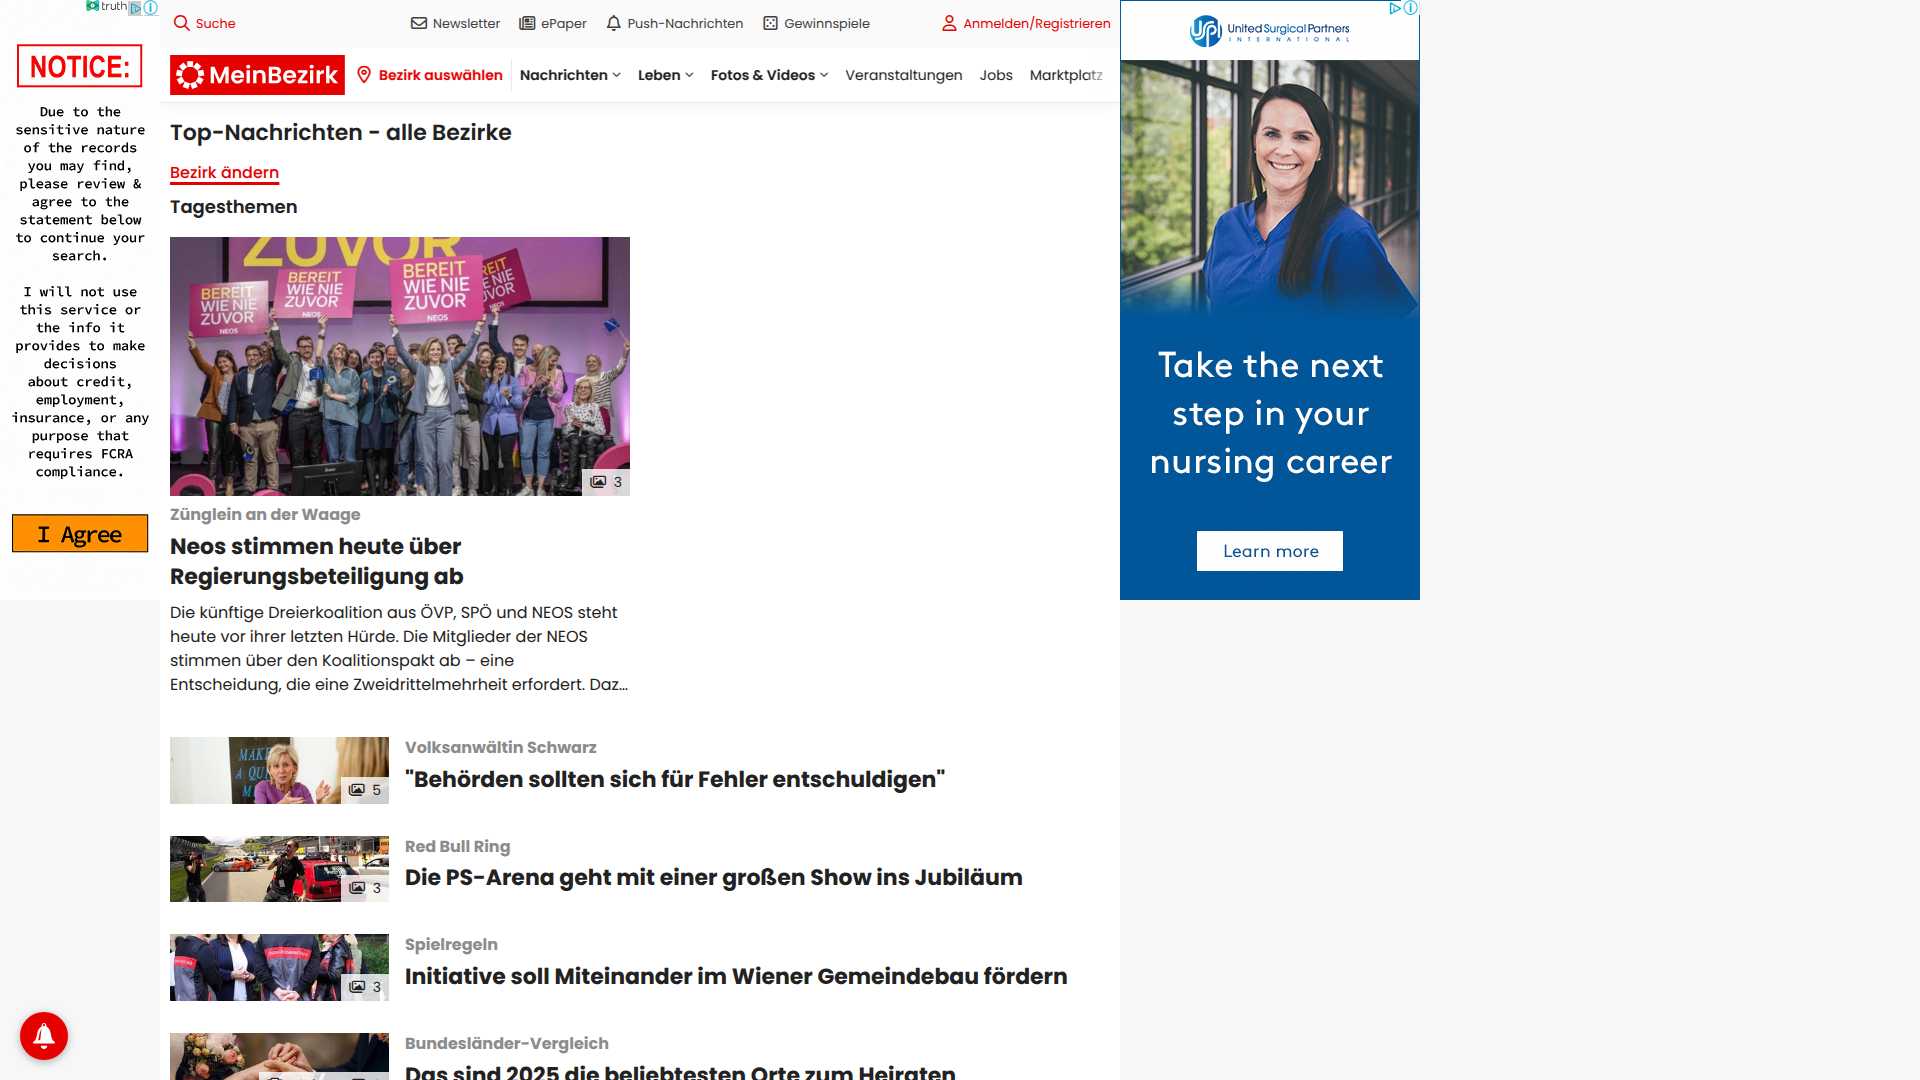 truth
NOTICE:
Due to the
sensitive nature
of the records
you may find,
please review &
agree to the
statement below
to continue your
search.
I will not use
this service or
the info it
provides to make
decisions
about credit,
employment,
insurance, or any
purpose that
requires FCRA
compliance.
I Agree
Suche
Newsletter
ePaper
Push-Nachrichten
Gewinnspiele
Anmelden/Registrieren
MeinBezirk
Bezirk auswählen
Nachrichten
Leben
Fotos & Videos
Veranstaltungen
Jobs
Marktplatz
Top-Nachrichten - alle Bezirke
Bezirk ändern
Tagesthemen
ZUVOR
BEREIT
WIE NIE
ZUVOR
NEOS
BEREIT
WIE NIE
ZUVOR
NEOS
BEREIT
WIE NIE
ZUVOR
NEOS
3
Zünglein an der Waage
Neos stimmen heute über
Regierungsbeteiligung ab
Die künftige Dreierkoalition aus ÖVP, SPÖ und NEOS steht
heute vor ihrer letzten Hürde. Die Mitglieder der NEOS
stimmen über den Koalitionspakt ab – eine
Entscheidung, die eine Zweidrittelmehrheit erfordert. Daz...
5
Volksanwältin Schwarz
"Behörden sollten sich für Fehler entschuldigen"
3
Red Bull Ring
Die PS-Arena geht mit einer großen Show ins Jubiläum
3
Spielregeln
Initiative soll Miteinander im Wiener Gemeindebau fördern
Bundesländer-Vergleich
Das sind 2025 die beliebtesten Orte zum Heiraten
USPI
United Surgical Partners
INTERNATIONAL
Take the next
step in your
nursing career
Learn more